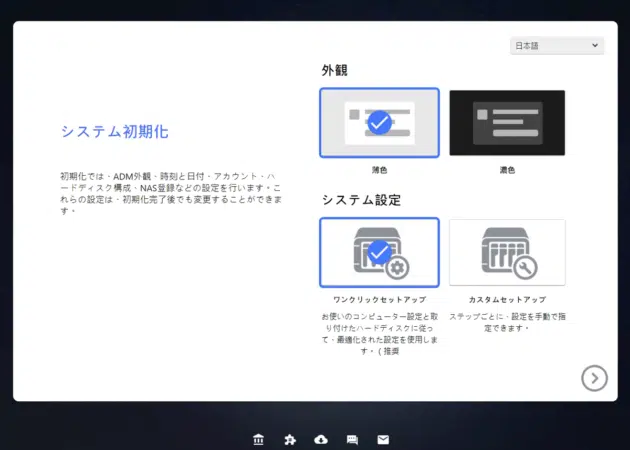 日本語
システム初期化
初期化では、ADM外観、時刻と日付、アカウント、ハ
ードディスク構成、NAS登録などの設定を行います。こ
れらの設定は、初期化完了後でも変更することができま
す。
外観
薄色
濃色
システム設定
ワンクリックセットアップ
お使いのコンピューター設定と取
り付けたハードディスクに従っ
て、最適化された設定を使用しま
す。（推奨
カスタムセットアップ
ステップごとに、設定を手動で指
定できます。